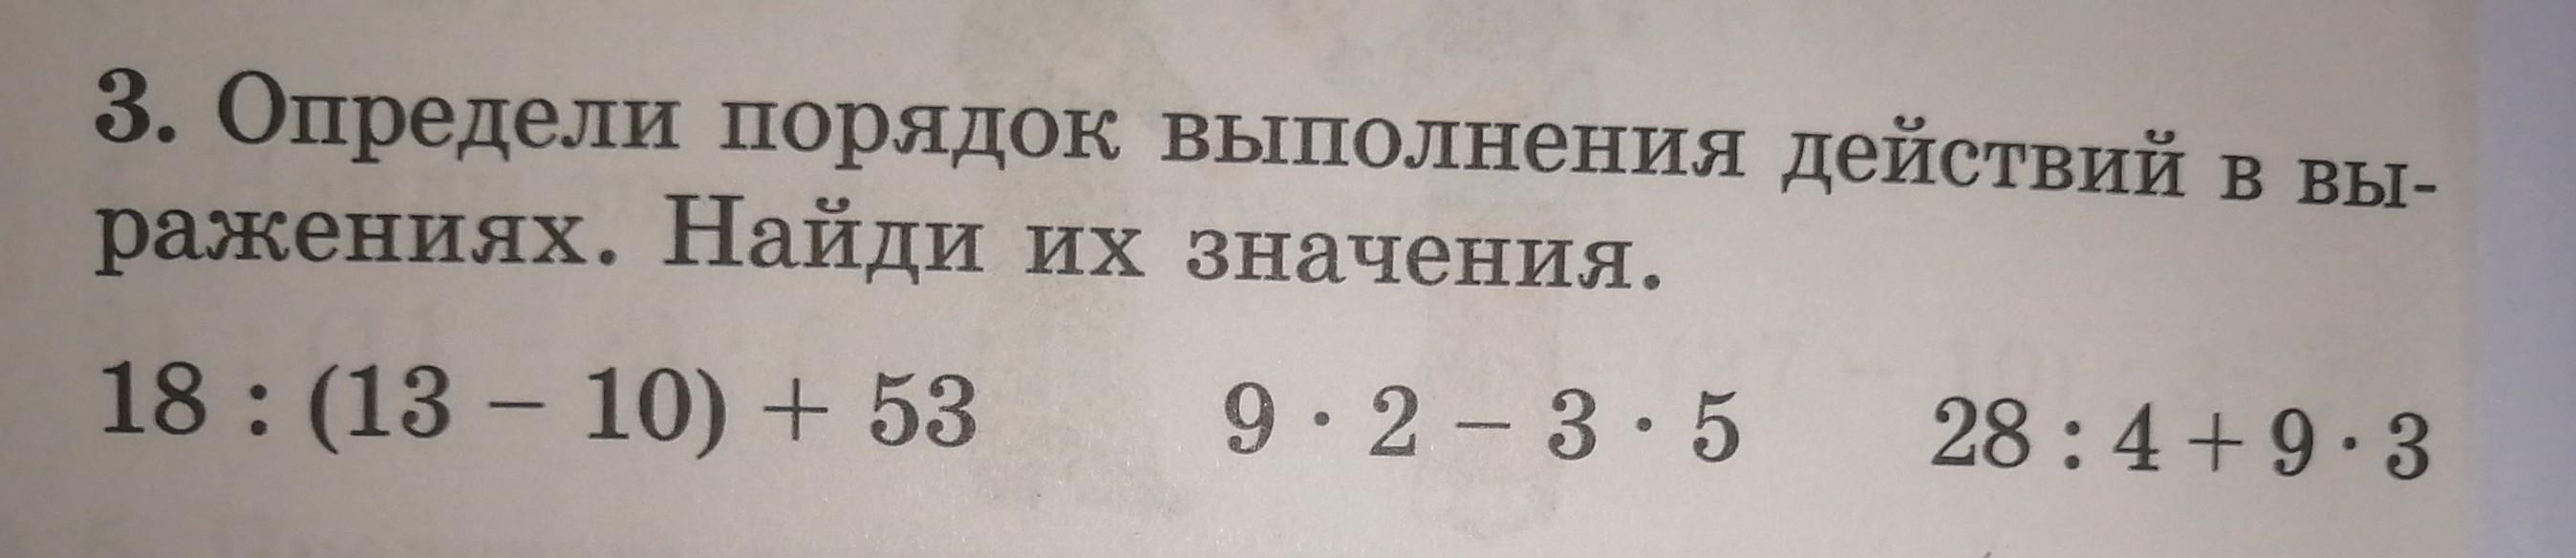 3. Определи порядок выполнения действий в вы-
ражениях. Найди их значения.
18 : (13 – 10) + 53 9 · 2 – 3 · 5 28 : 4 + 9 · 3